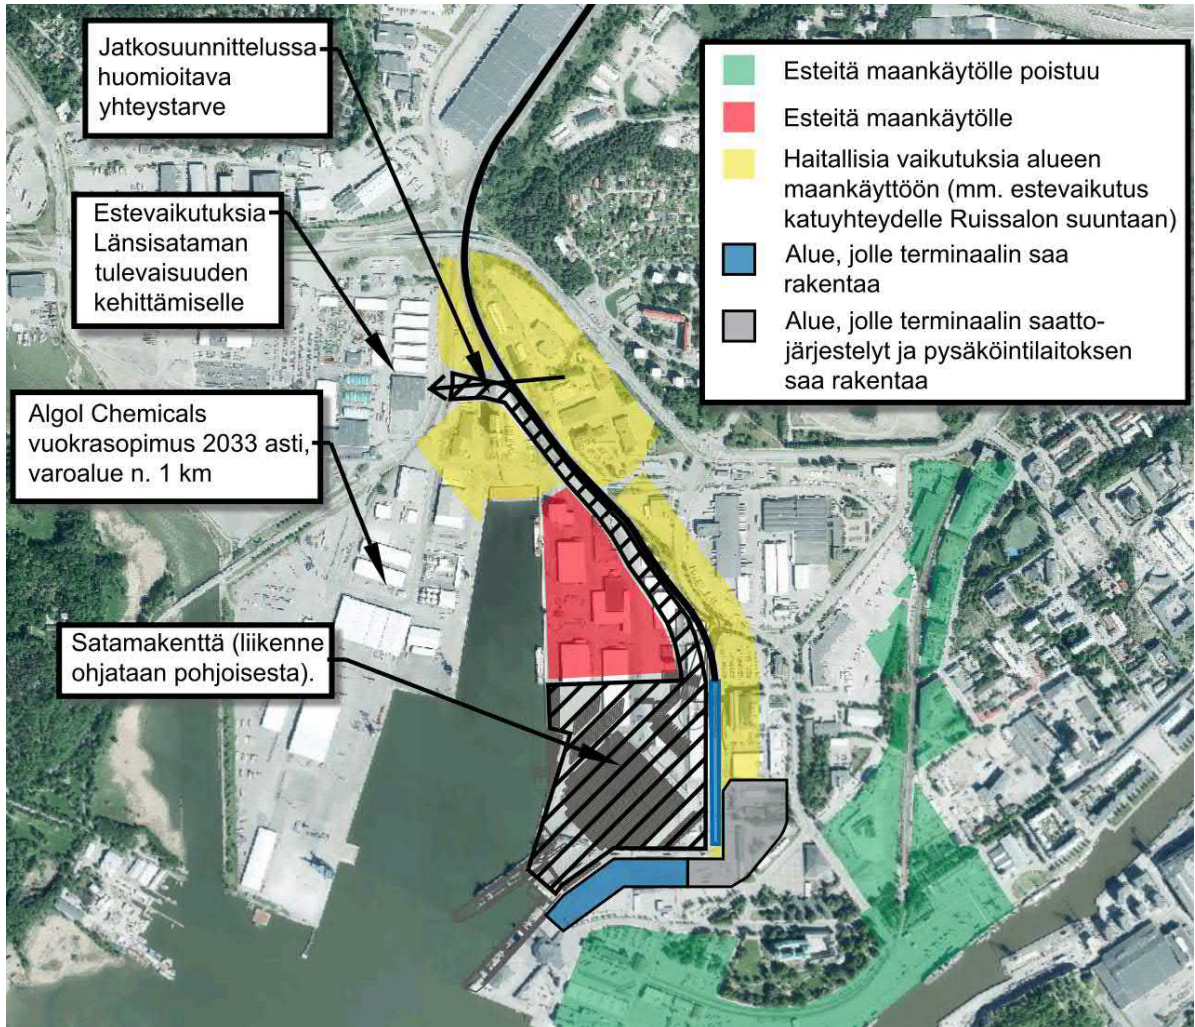 Jatkosuunnittelussa
huomioitava
yhteystarve
Estevaikutuksia
Länsisataman
tulevaisuuden
kehittämiselle
Algol Chemicals
vuokrasopimus 2033 asti,
varoalue n. 1 km
Satamakenttä (liikenne
ohjataan pohjoisesta).
Esteitä maankäytölle poistuu
Esteitä maankäytölle
Haitallisia vaikutuksia alueen
maankäyttöön (mm. estevaikutus
katuyhteydelle Ruissalon suuntaan)
Alue, jolle terminaalin saa
rakentaa
Alue, jolle terminaalin saatto-
järjestelyt ja pysäköintilaitoksen
saa rakentaa